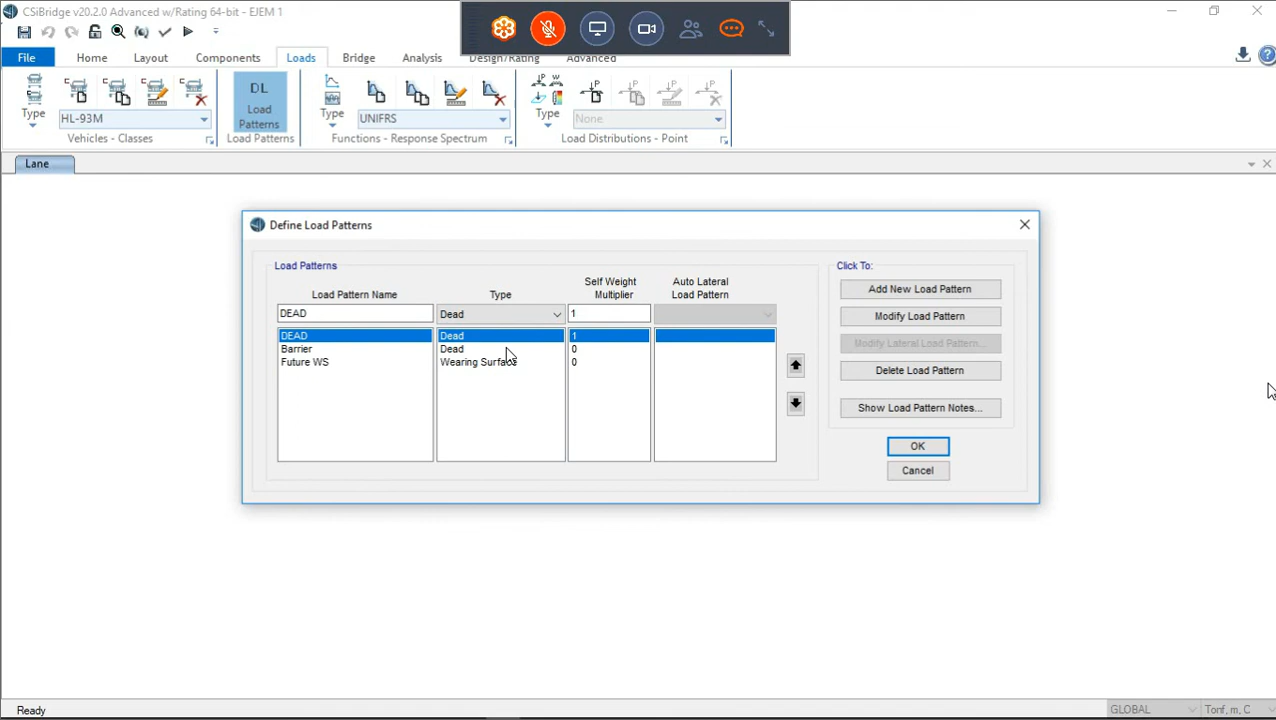 CSiBridge v20.2.0 Advanced w/Rating 64-bit - EJEM 1
File Home Layout Components Loads Bridge Analysis Design/Rating Advanced
Type
HL-93M
Vehicles - Classes
DL
Load
Patterns
Load Patterns
Type
UNIFRS
Functions - Response Spectrum
Type
None
Load Distributions - Point
Lane
Define Load Patterns
Load Patterns
Load Pattern Name
Type
Self Weight
Multiplier
Auto Lateral
Load Pattern
DEAD Dead 1
DEAD Dead 1
Barrier Dead 0
Future WS Wearing Surface 0
Click To:
Add New Load Pattern
Modify Load Pattern
Modify Lateral Load Pattern...
Delete Load Pattern
Show Load Pattern Notes...
OK
Cancel
Ready
GLOBAL
Tonf, m, C